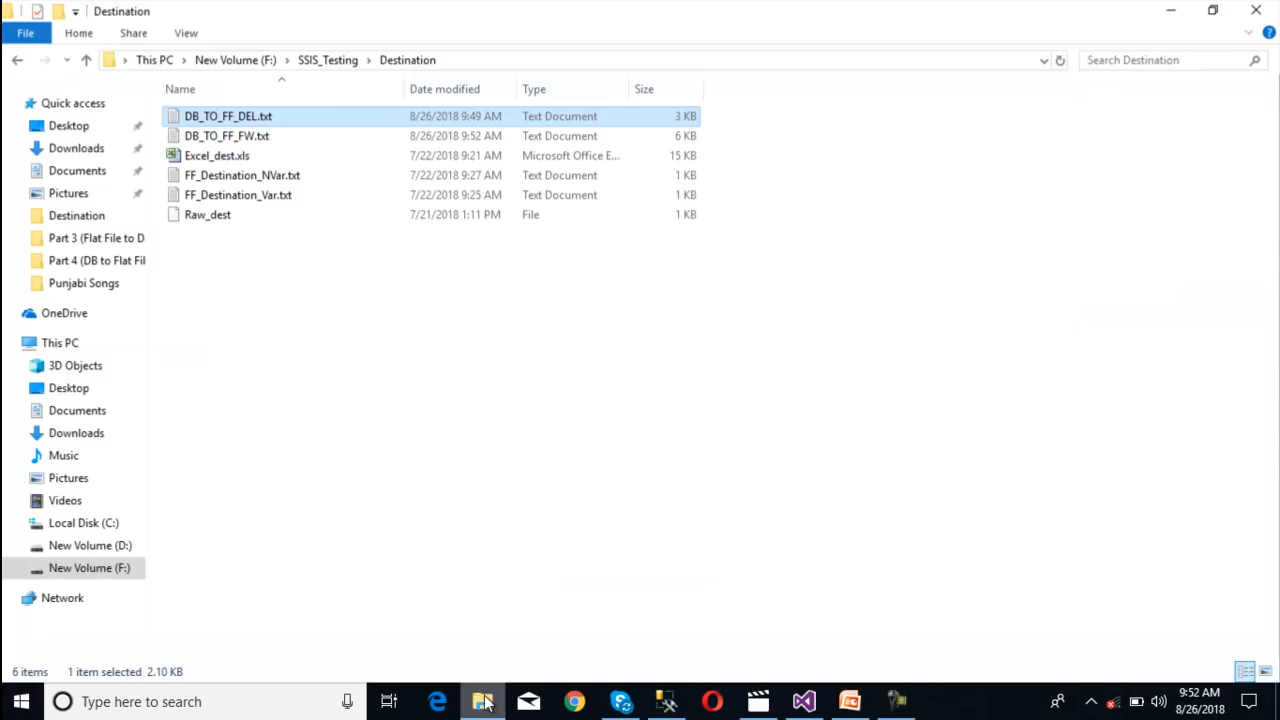 Destination
File Home Share View
This PC New Volume (F:) SSIS_Testing Destination
Search Destination
Name Date modified Type Size
DB_TO_FF_DEL.txt 8/26/2018 9:49 AM Text Document 3 KB
DB_TO_FF_FW.txt 8/26/2018 9:52 AM Text Document 6 KB
Excel_dest.xls 7/22/2018 9:21 AM Microsoft Office E... 15 KB
FF_Destination_NVar.txt 7/22/2018 9:27 AM Text Document 1 KB
FF_Destination_Var.txt 7/22/2018 9:25 AM Text Document 1 KB
Raw_dest 7/21/2018 1:11 PM File 1 KB
Quick access
Desktop
Downloads
Documents
Pictures
Destination
Part 3 (Flat File to D
Part 4 (DB to Flat Fil
Punjabi Songs
OneDrive
This PC
3D Objects
Desktop
Documents
Downloads
Music
Pictures
Videos
Local Disk (C:)
New Volume (D:)
New Volume (F:)
Network
6 items 1 item selected 2.10 KB
Type here to search
9:52 AM
8/26/2018